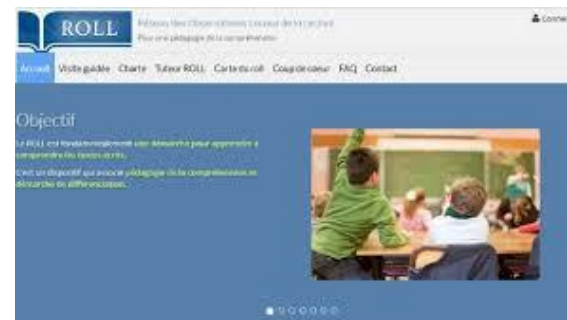 ROLL
Réseau des Observatoires Locaux de la Lecture
Pour une pédagogie de la compréhension
Accueil Visite guidée Charte Tuteur ROLL Carte du roll Coup de coeur FAQ Contact
Objectif
Le ROLL est fondamentalement une démarche pour apprendre à
comprendre les textes écrits.
C'est un dispositif qui associe pédagogie de la compréhension et
démarche de différenciation.